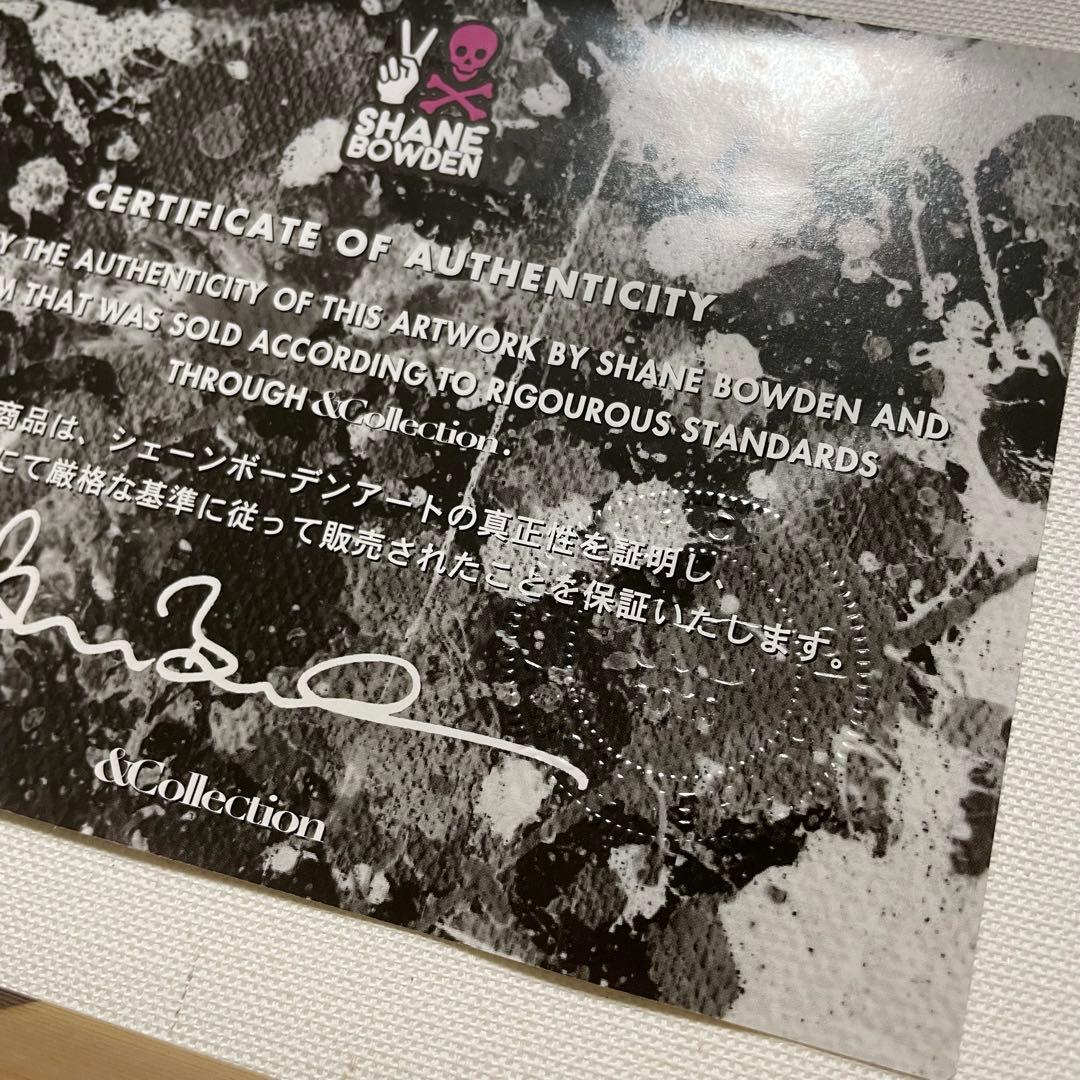 SHANE
BOWDEN
CERTIFICATE OF AUTHENTICITY
THE AUTHENTICITY OF THIS ARTWORK BY SHANE BOWDEN AND
THAT WAS SOLD ACCORDING TO RIGOUROUS STANDARDS
THROUGH &Collection.
商品は、シェーンボーデンアートの真正性を証明し、
にて厳格な基準に従って販売されたことを保証いたします。
&Collection